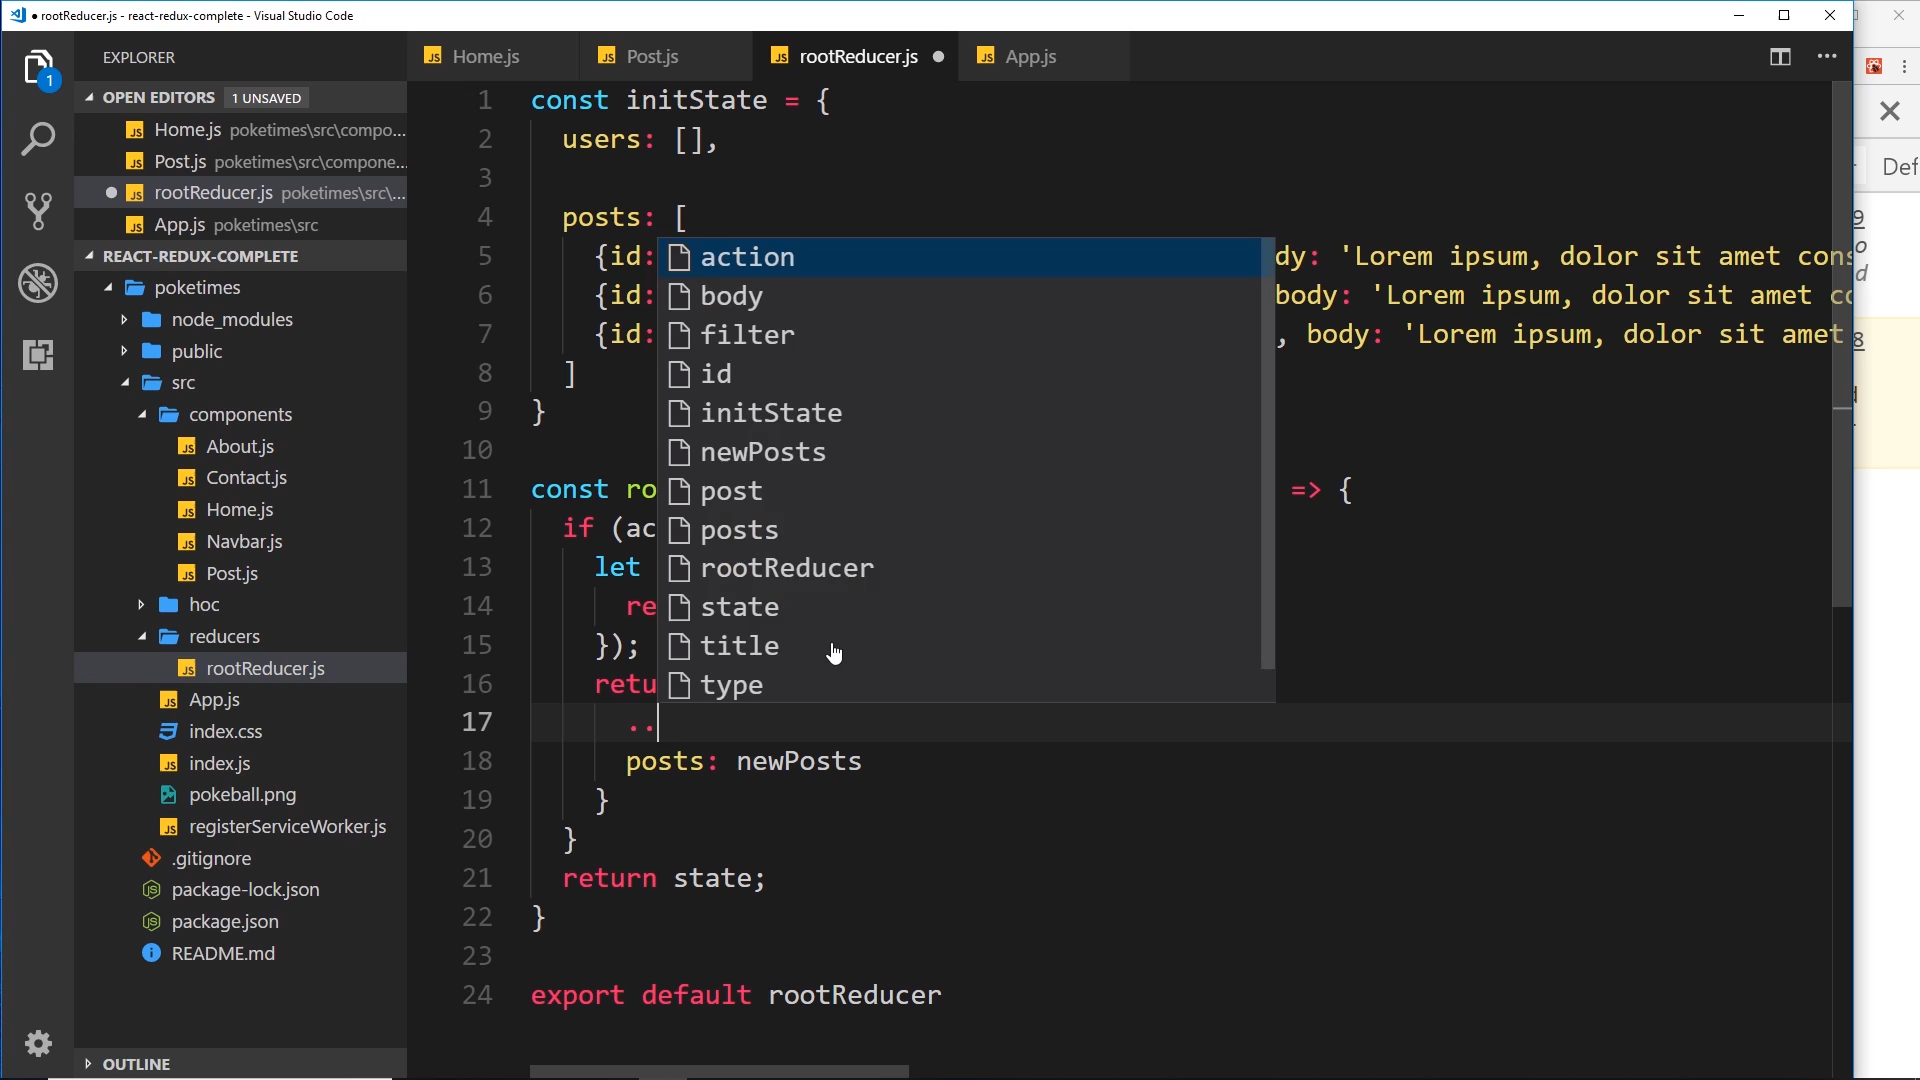 rootReducer.js - react-redux-complete - Visual Studio Code
EXPLORER
OPEN EDITORS 1 UNSAVED
Home.js poketimes\src\compo...
Post.js poketimes\src\compone...
rootReducer.js poketimes\src\...
App.js poketimes\src
REACT-REDUX-COMPLETE
poketimes
node_modules
public
src
components
About.js
Contact.js
Home.js
Navbar.js
Post.js
hoc
reducers
rootReducer.js
App.js
index.css
index.js
pokeball.png
registerServiceWorker.js
.gitignore
package-lock.json
package.json
README.md
OUTLINE
1
Home.js Post.js rootReducer.js App.js
1 const initState = {
2 users: [],
3
4 posts: [
5 {id: dy: 'Lorem ipsum, dolor sit amet cons
6 {id: body: 'Lorem ipsum, dolor sit amet co
7 {id: , body: 'Lorem ipsum, dolor sit amet
8 ]
9 }
10
11 const ro => {
12 if (ac
13 let
14 re
15 });
16 retu
17 ..
18 posts: newPosts
19 }
20 }
21 return state;
22 }
23
24 export default rootReducer
action
body
filter
id
initState
newPosts
post
posts
rootReducer
state
title
type
Def
9
o
d
8